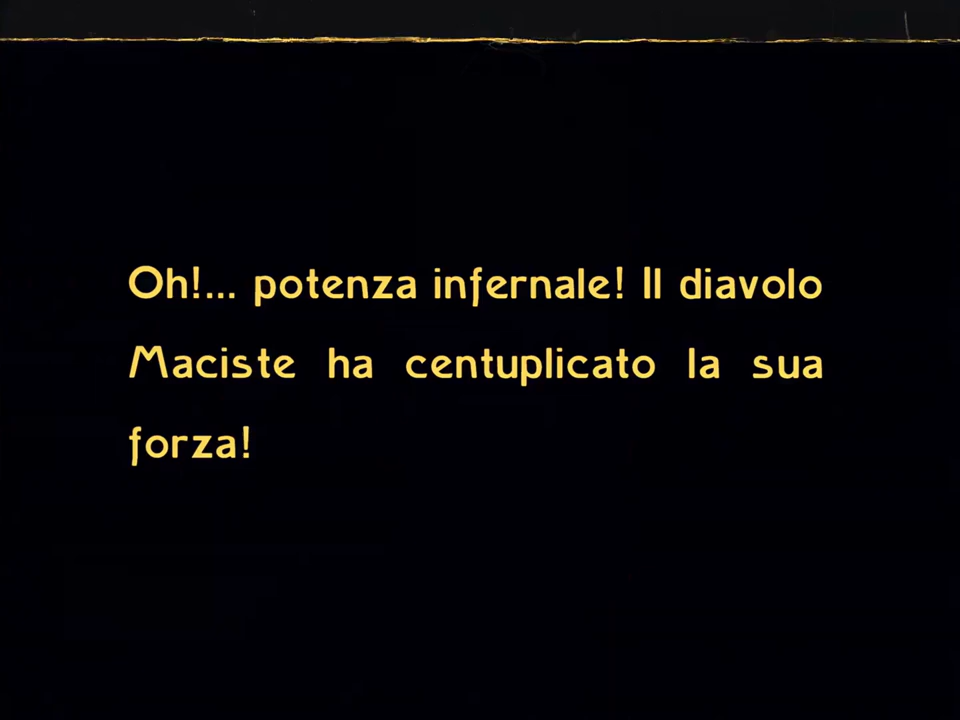 Oh!... potenza infernale! Il diavolo
Maciste ha centuplicato la sua
forza!